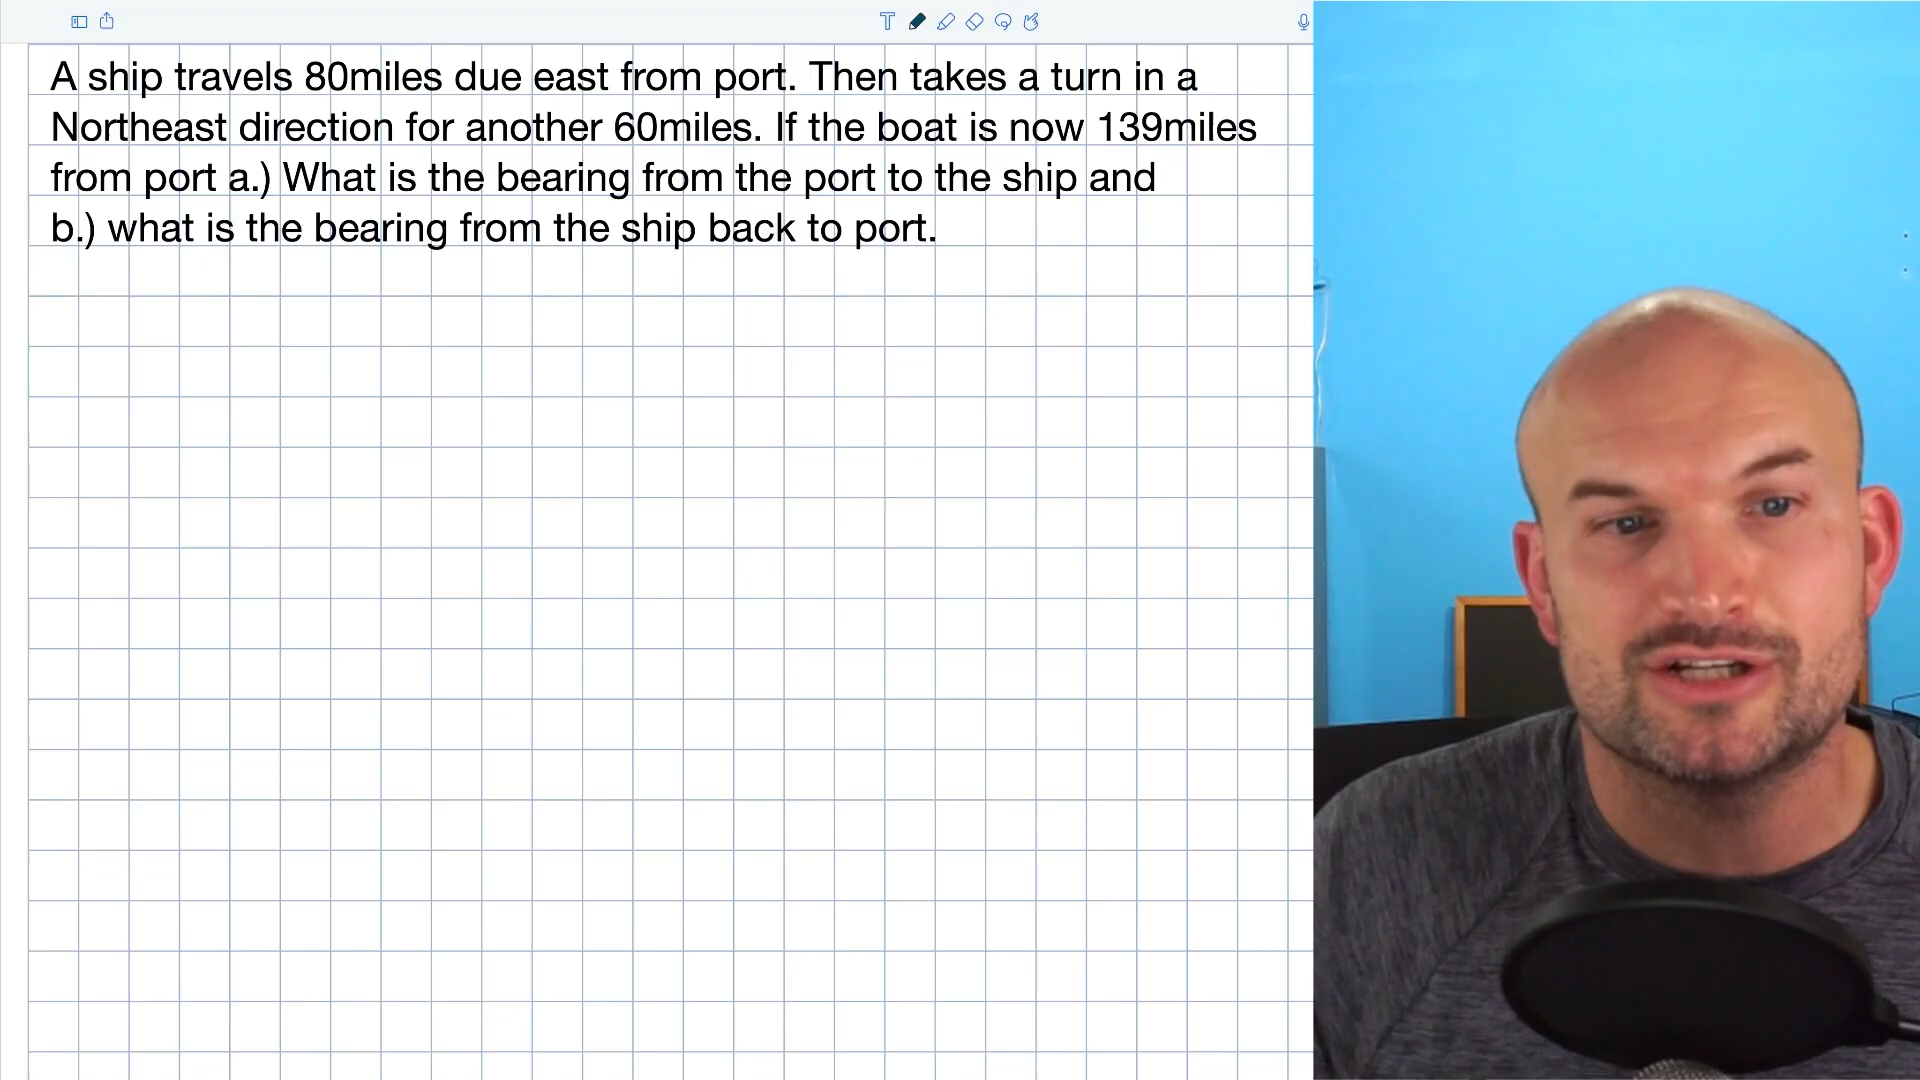 A ship travels 80miles due east from port. Then takes a turn in a
Northeast direction for another 60miles. If the boat is now 139miles
from port a.) What is the bearing from the port to the ship and
b.) what is the bearing from the ship back to port.